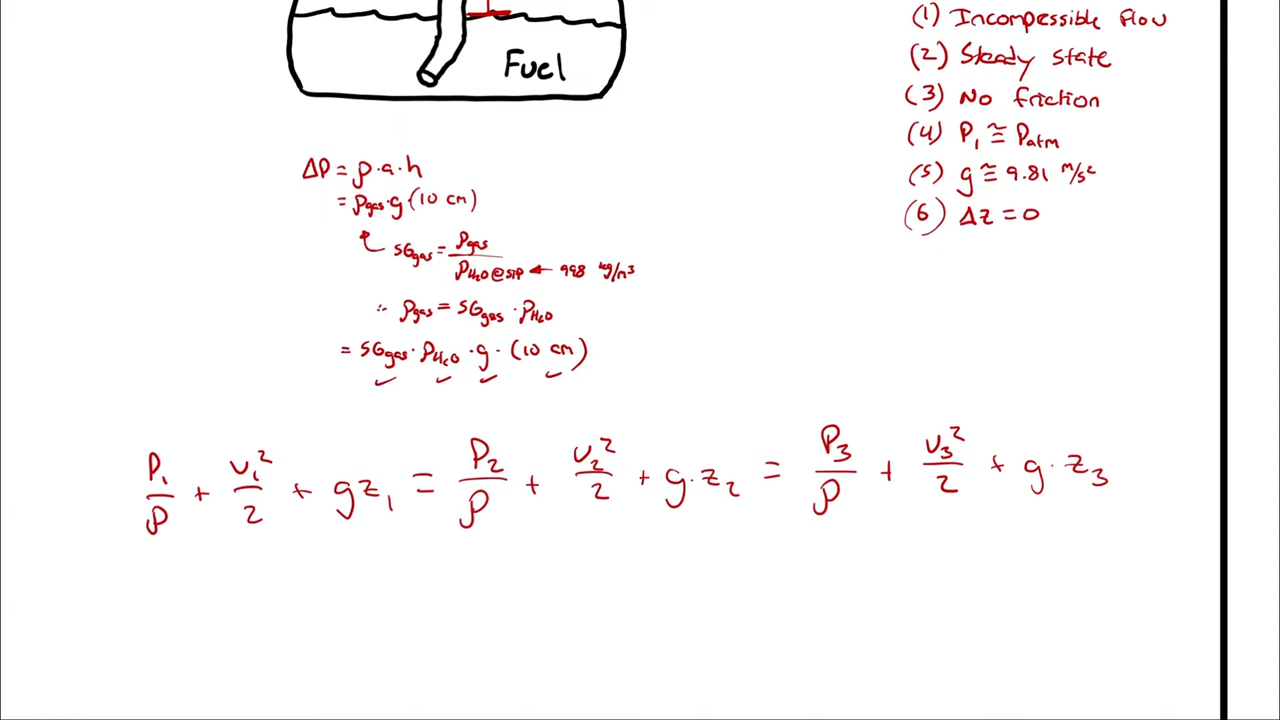 (1) Incompessible Flow
(2) Steady state
(3) No friction
(4) P₁ ≅ Patm
(5) g ≅ 9.81 m/s²
(6) Δz = 0
Fuel
ΔP = ρ·a·h
= ρgas·g (10 cm)
SGgas = ρgas / ρH₂O@STP ← 998 kg/m³
∴ ρgas = SGgas · ρH₂O
= SGgas · ρH₂O · g · (10 cm)
P₁/ρ + v₁²/2 + gz₁ = P₂/ρ + v₂²/2 + g·z₂ = P₃/ρ + v₃²/2 + g·z₃